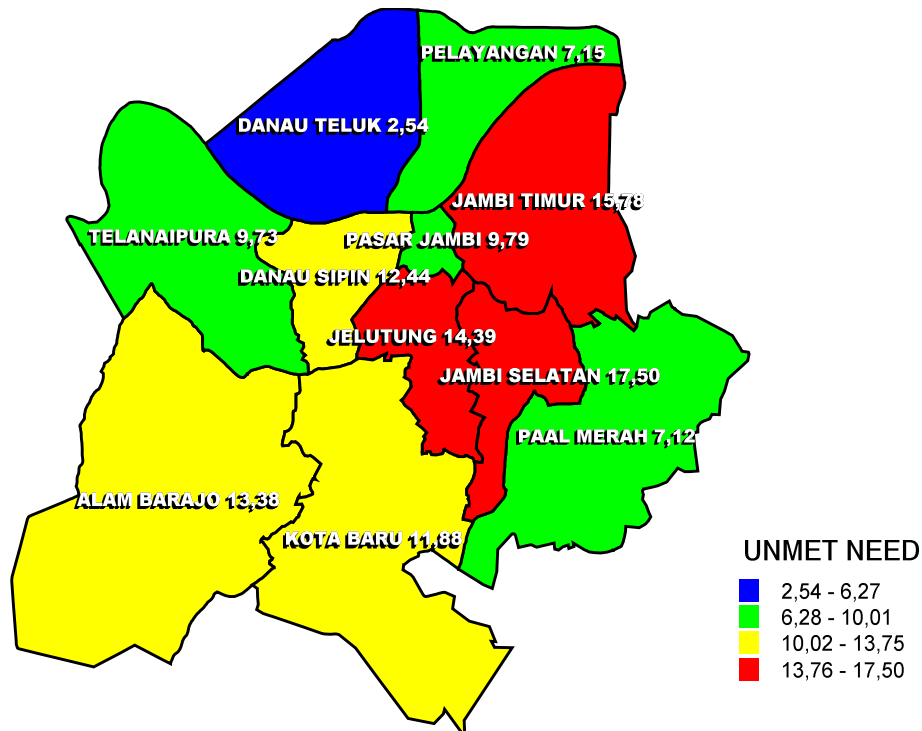 PELAYANGAN 7,15
DANAU TELUK 2,54
JAMBI TIMUR 15,78
TELANAIPURA 9,73
PASAR JAMBI 9,79
DANAU SIPIN 12,44
JELUTUNG 14,39
JAMBI SELATAN 17,50
PAAL MERAH 7,12
ALAM BARAJO 13,38
KOTA BARU 11,88
UNMET NEED
2,54 - 6,27
6,28 - 10,01
10,02 - 13,75
13,76 - 17,50